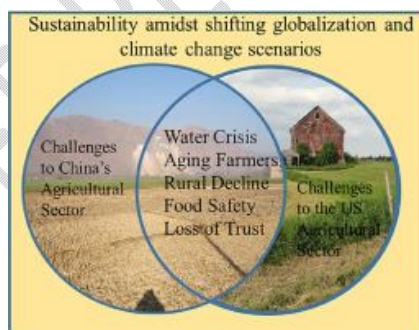 Sustainability amidst shifting globalization and
climate change scenarios
Challenges
to China's
Agricultural
Sector
Water Crisis
Aging Farmers
Rural Decline
Food Safety
Loss of Trust
Challenges
to the US
Agricultural
Sector